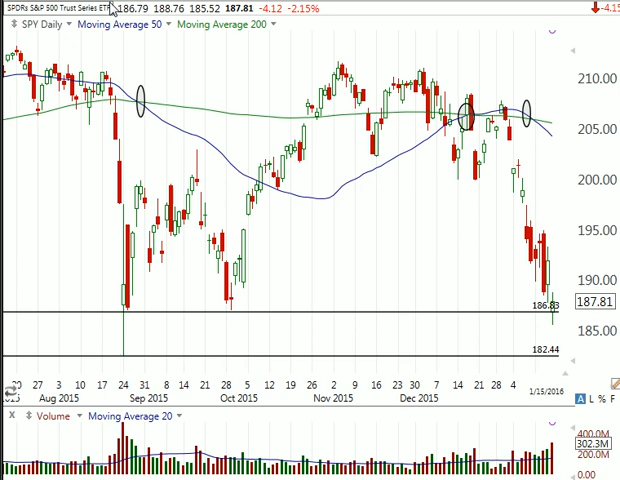 SPDRs S&P 500 Trust Series ETF 186.79 188.76 185.52 187.81 -4.12 -2.15% -4.15
SPY Daily Moving Average 50 Moving Average 200
210.00
205.00
200.00
195.00
190.00
187.81
186.83
185.00
182.44
20 27 3 10 17 24 31 8 14 21 28 5 12 19 26 2 9 16 23 30 7 14 21 28 4
Aug 2015 Sep 2015 Oct 2015 Nov 2015 Dec 2015 1/15/2016
A L % F
X Volume Moving Average 20
400.0M
302.3M
200.0M
0.00